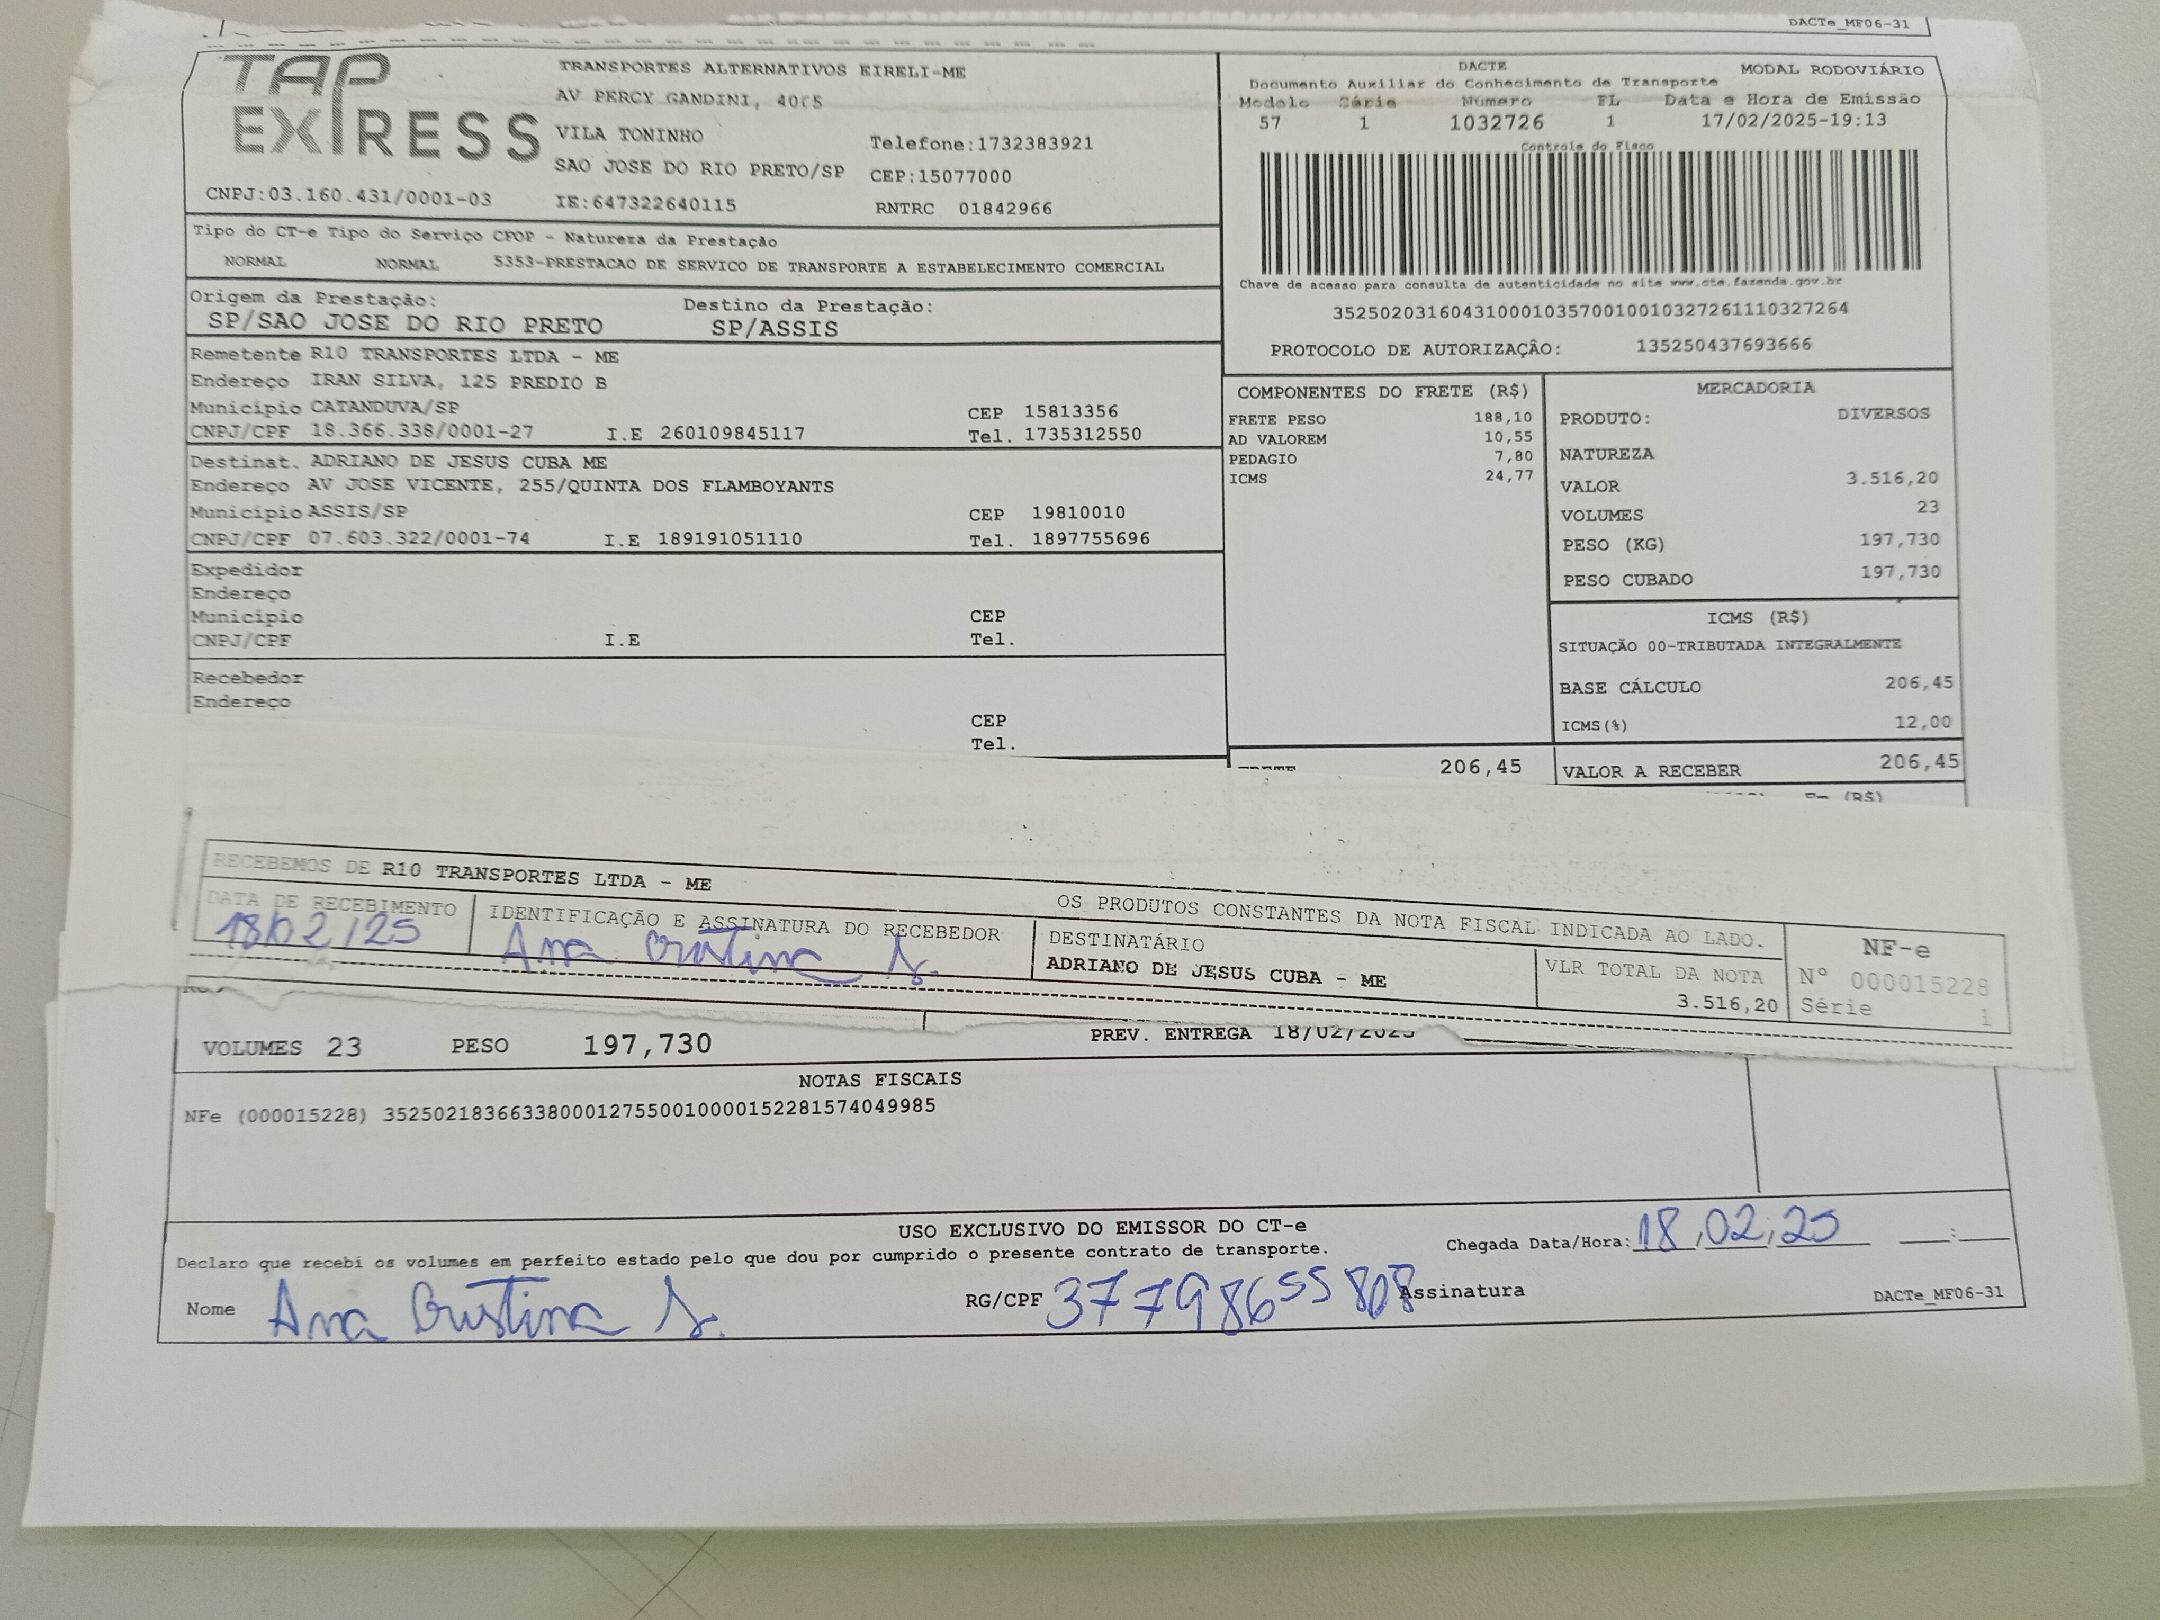 DACTe_MF06-31
TAP EXPRESS
TRANSPORTES ALTERNATIVOS EIRELI-ME
AV PERCY GANDINI,
VILA TONINHO
Telefone:1732383921
SAO JOSE DO RIO PRETO/SP CEP:15077000
CNPJ:03.160.431/0001-03 IE:647322640115 RNTRC 01842966
DACTE MODAL RODOVIÁRIO
Documento Auxiliar do Conhecimento de Transporte
Modelo Série Número FL Data e Hora de Emissão
57 1 1032726 1 17/02/2025-19:13
Controle do Fisco
Chave de acesso para consulta de autenticidade no site www.cte.fazenda.gov.br
35250203160431000103570010010327261110327264
PROTOCOLO DE AUTORIZAÇÃO: 135250437693666
Tipo do CT-e Tipo do Serviço CFOP - Natureza da Prestação
NORMAL NORMAL 5353-PRESTACAO DE SERVICO DE TRANSPORTE A ESTABELECIMENTO COMERCIAL
Origem da Prestação: Destino da Prestação:
SP/SAO JOSE DO RIO PRETO SP/ASSIS
Remetente R10 TRANSPORTES LTDA - ME
Endereço IRAN SILVA, 125 PREDIO B
Município CATANDUVA/SP CEP 15813356
CNPJ/CPF 18.366.338/0001-27 I.E 260109845117 Tel. 1735312550
Destinat. ADRIANO DE JESUS CUBA ME
Endereço AV JOSE VICENTE, 255/QUINTA DOS FLAMBOYANTS
Município ASSIS/SP CEP 19810010
CNPJ/CPF 07.603.322/0001-74 I.E 189191051110 Tel. 1897755696
Expedidor
Endereço
Município CEP
CNPJ/CPF I.E Tel.
Recebedor
Endereço
CEP
Tel.
COMPONENTES DO FRETE (R$)
FRETE PESO 188,10
AD VALOREM 10,55
PEDAGIO 7,80
ICMS 24,77
206,45
MERCADORIA
PRODUTO: DIVERSOS
NATUREZA
VALOR 3.516,20
VOLUMES 23
PESO (KG) 197,730
PESO CUBADO 197,730
ICMS (R$)
SITUAÇÃO 00-TRIBUTADA INTEGRALMENTE
BASE CÁLCULO 206,45
ICMS(%) 12,00
VALOR A RECEBER 206,45
(R$)
RECEBEMOS DE R10 TRANSPORTES LTDA - ME
OS PRODUTOS CONSTANTES DA NOTA FISCAL INDICADA AO LADO.
DATA DE RECEBIMENTO IDENTIFICAÇÃO E ASSINATURA DO RECEBEDOR
18/02/25 Ana Cristina S.
DESTINATÁRIO
ADRIANO DE JESUS CUBA - ME
VLR TOTAL DA NOTA
3.516,20
NF-e
Nº 000015228
Série 1
VOLUMES 23 PESO 197,730 PREV. ENTREGA 18/02/2025
NOTAS FISCAIS
NFe (000015228) 35250218366338000127550010000152281574049985
USO EXCLUSIVO DO EMISSOR DO CT-e
Declaro que recebi os volumes em perfeito estado pelo que dou por cumprido o presente contrato de transporte.
Chegada Data/Hora: 18,02,25 :
Nome Ana Cristina S. RG/CPF 37798655808 Assinatura
DACTe_MF06-31